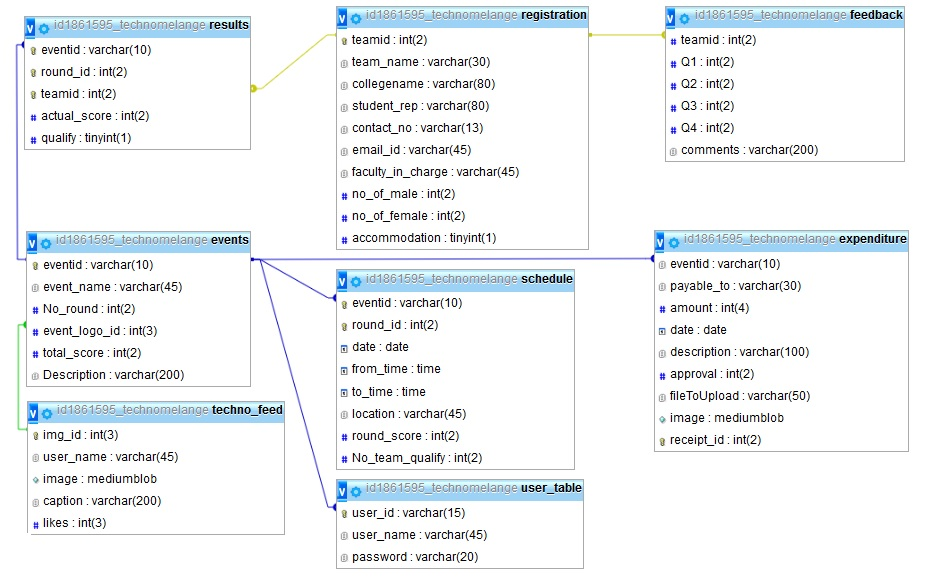 id1861595_technomelange results
eventid : varchar(10)
round_id : int(2)
teamid : int(2)
actual_score : int(2)
qualify : tinyint(1)
id1861595_technomelange registration
teamid : int(2)
team_name : varchar(30)
collegename : varchar(80)
student_rep : varchar(80)
contact_no : varchar(13)
email_id : varchar(45)
faculty_in_charge : varchar(45)
no_of_male : int(2)
no_of_female : int(2)
accommodation : tinyint(1)
id1861595_technomelange feedback
teamid : int(2)
Q1 : int(2)
Q2 : int(2)
Q3 : int(2)
Q4 : int(2)
comments : varchar(200)
id1861595_technomelange events
eventid : varchar(10)
event_name : varchar(45)
No_round : int(2)
event_logo_id : int(3)
total_score : int(2)
Description : varchar(200)
id1861595_technomelange schedule
eventid : varchar(10)
round_id : int(2)
date : date
from_time : time
to_time : time
location : varchar(45)
round_score : int(2)
No_team_qualify : int(2)
id1861595_technomelange expenditure
eventid : varchar(10)
payable_to : varchar(30)
amount : int(4)
date : date
description : varchar(100)
approval : int(2)
fileToUpload : varchar(50)
image : mediumblob
receipt_id : int(2)
id1861595_technomelange techno_feed
img_id : int(3)
user_name : varchar(45)
image : mediumblob
caption : varchar(200)
likes : int(3)
id1861595_technomelange user_table
user_id : varchar(15)
user_name : varchar(45)
password : varchar(20)